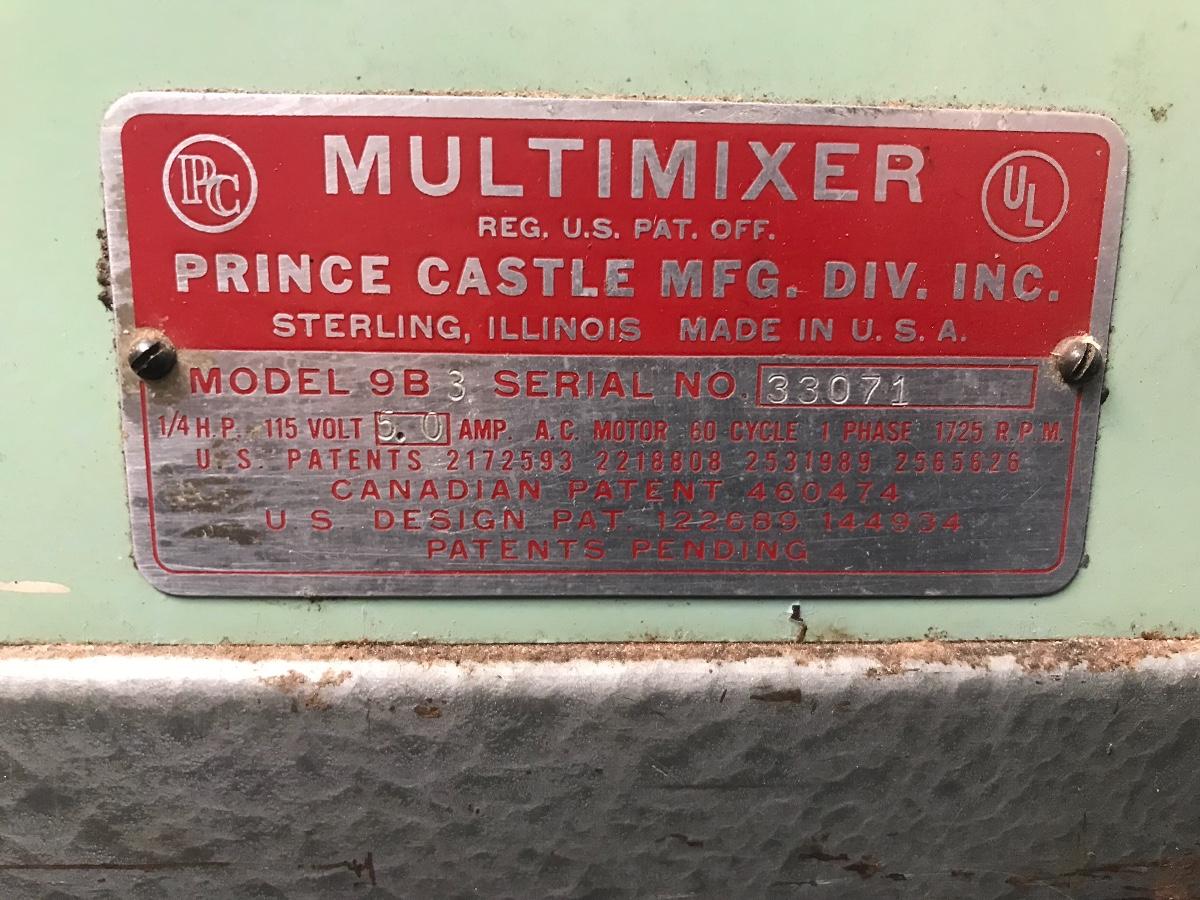 PCC MULTIMIXER UL
REG. U.S. PAT. OFF.
PRINCE CASTLE MFG. DIV. INC.
STERLING, ILLINOIS MADE IN U.S.A.
MODEL 9B 3 SERIAL NO. 33071
1/4 H.P. 115 VOLT 5.0 AMP. A.C. MOTOR 60 CYCLE 1 PHASE 1725 R.P.M.
U.S. PATENTS 2172593 2218808 2531989 2565626
CANADIAN PATENT 460474
U S DESIGN PAT. 122689 144934
PATENTS PENDING